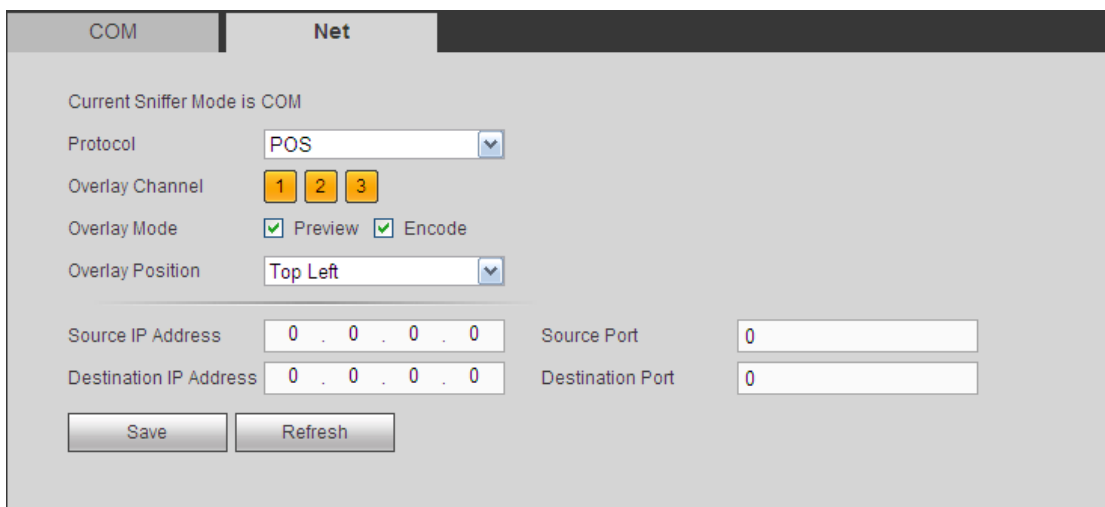 COM Net
Current Sniffer Mode is COM
Protocol POS
Overlay Channel 1 2 3
Overlay Mode Preview Encode
Overlay Position Top Left
Source IP Address 0 . 0 . 0 . 0 Source Port 0
Destination IP Address 0 . 0 . 0 . 0 Destination Port 0
Save Refresh